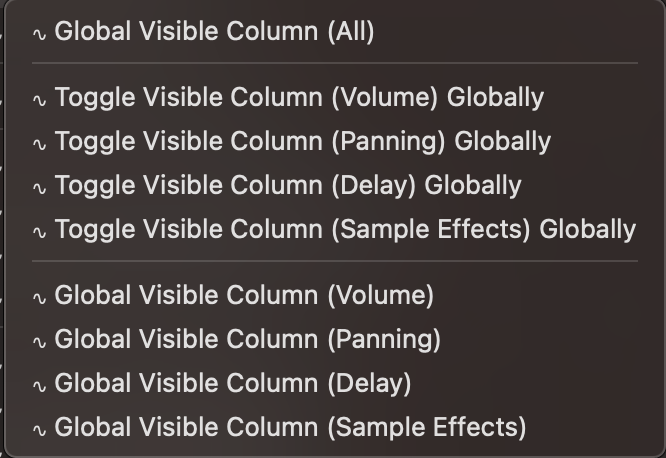 ∿ Global Visible Column (All)
∿ Toggle Visible Column (Volume) Globally
∿ Toggle Visible Column (Panning) Globally
∿ Toggle Visible Column (Delay) Globally
∿ Toggle Visible Column (Sample Effects) Globally
∿ Global Visible Column (Volume)
∿ Global Visible Column (Panning)
∿ Global Visible Column (Delay)
∿ Global Visible Column (Sample Effects)